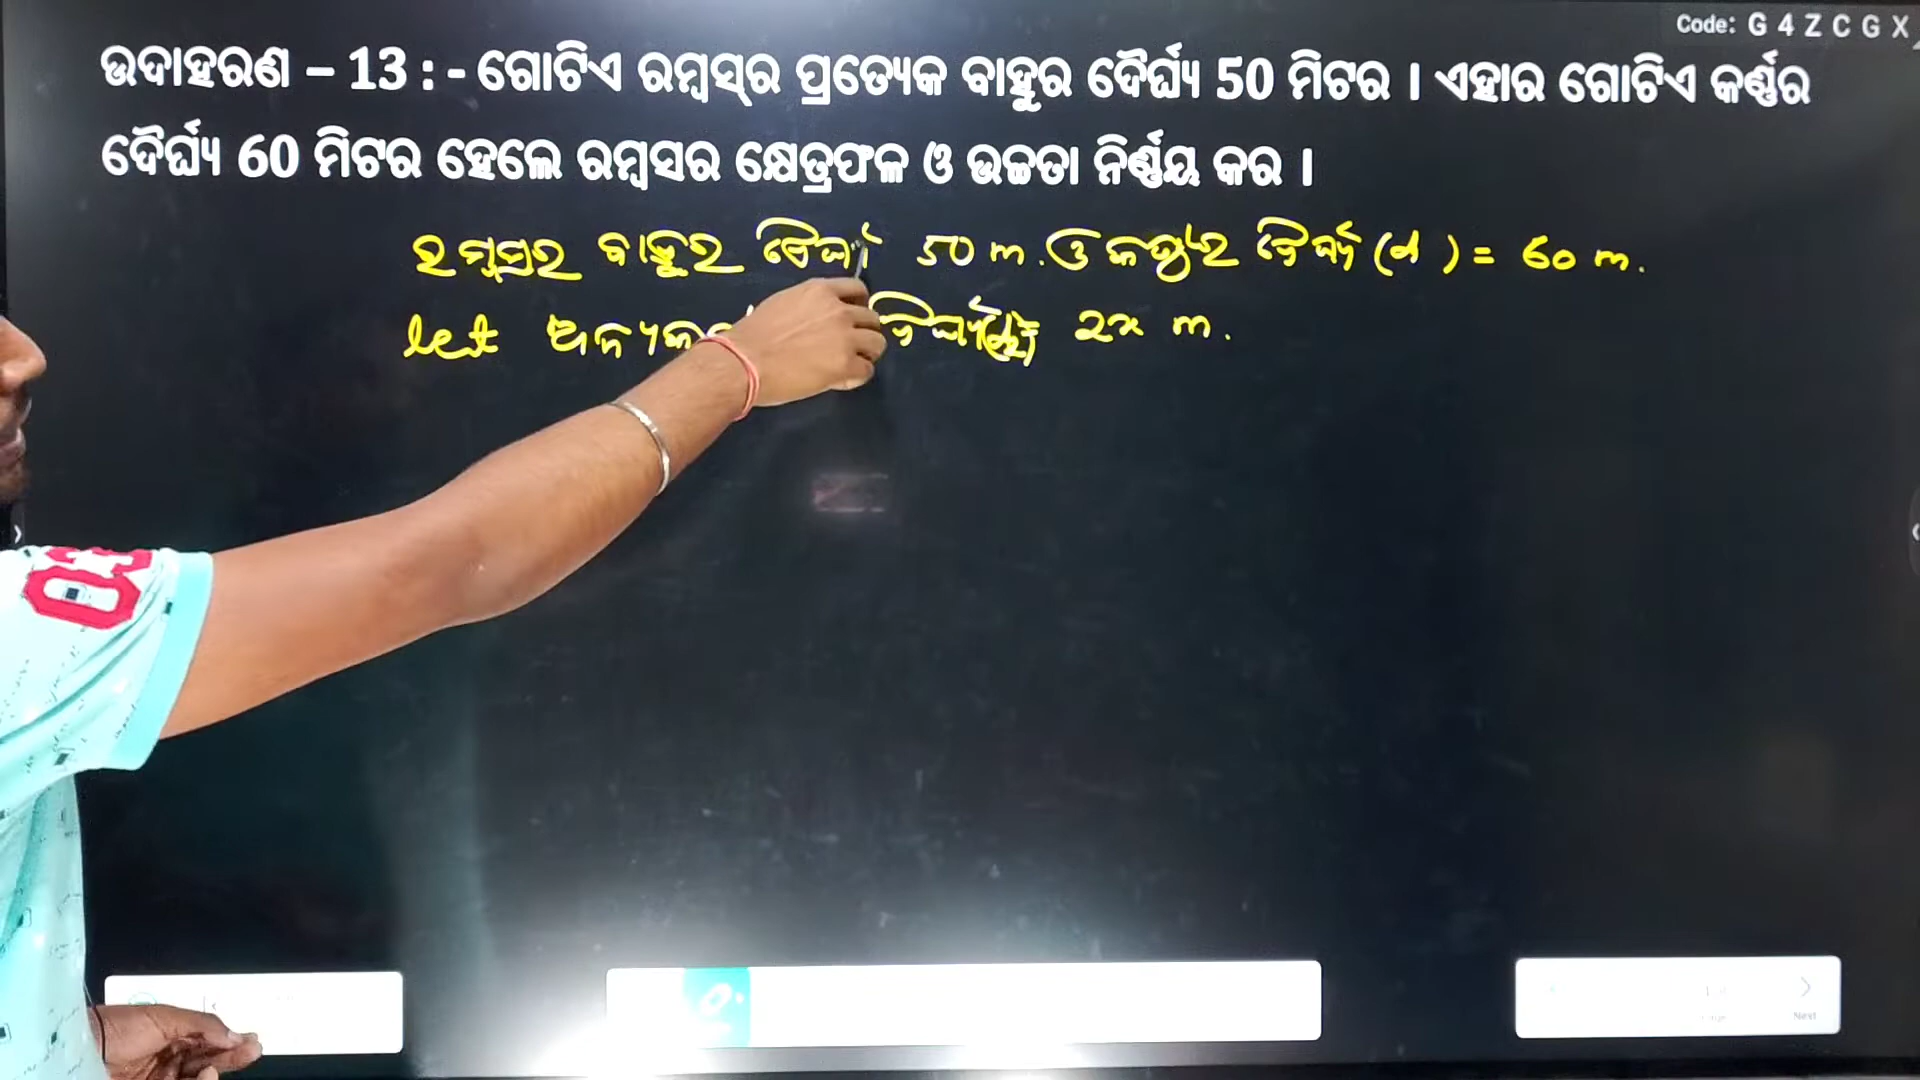 Code: G 4 Z C G X
ଉଦାହରଣ – 13 : - ଗୋଟିଏ ରମ୍ବସ୍‌ର ପ୍ରତ୍ୟେକ ବାହୁର ଦୈର୍ଘ୍ୟ 50 ମିଟର । ଏହାର ଗୋଟିଏ କର୍ଣ୍ଣର
ଦୈର୍ଘ୍ୟ 60 ମିଟର ହେଲେ ରମ୍ବସର କ୍ଷେତ୍ରଫଳ ଓ ଉଚ୍ଚତା ନିର୍ଣ୍ଣୟ କର ।
ରମ୍ବସର ବାହୁର ଦୈର୍ଘ୍ୟ 50 m. ଓ କର୍ଣ୍ଣର ଦୈର୍ଘ୍ୟ (d ) = 60 m.
let 2x m.
Next